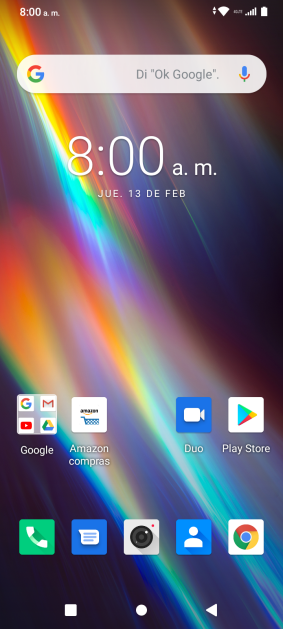 8:00 a. m.
Di "Ok Google".
8:00 a. m.
JUE. 13 DE FEB
amazon
Google
Amazon compras
Duo
Play Store